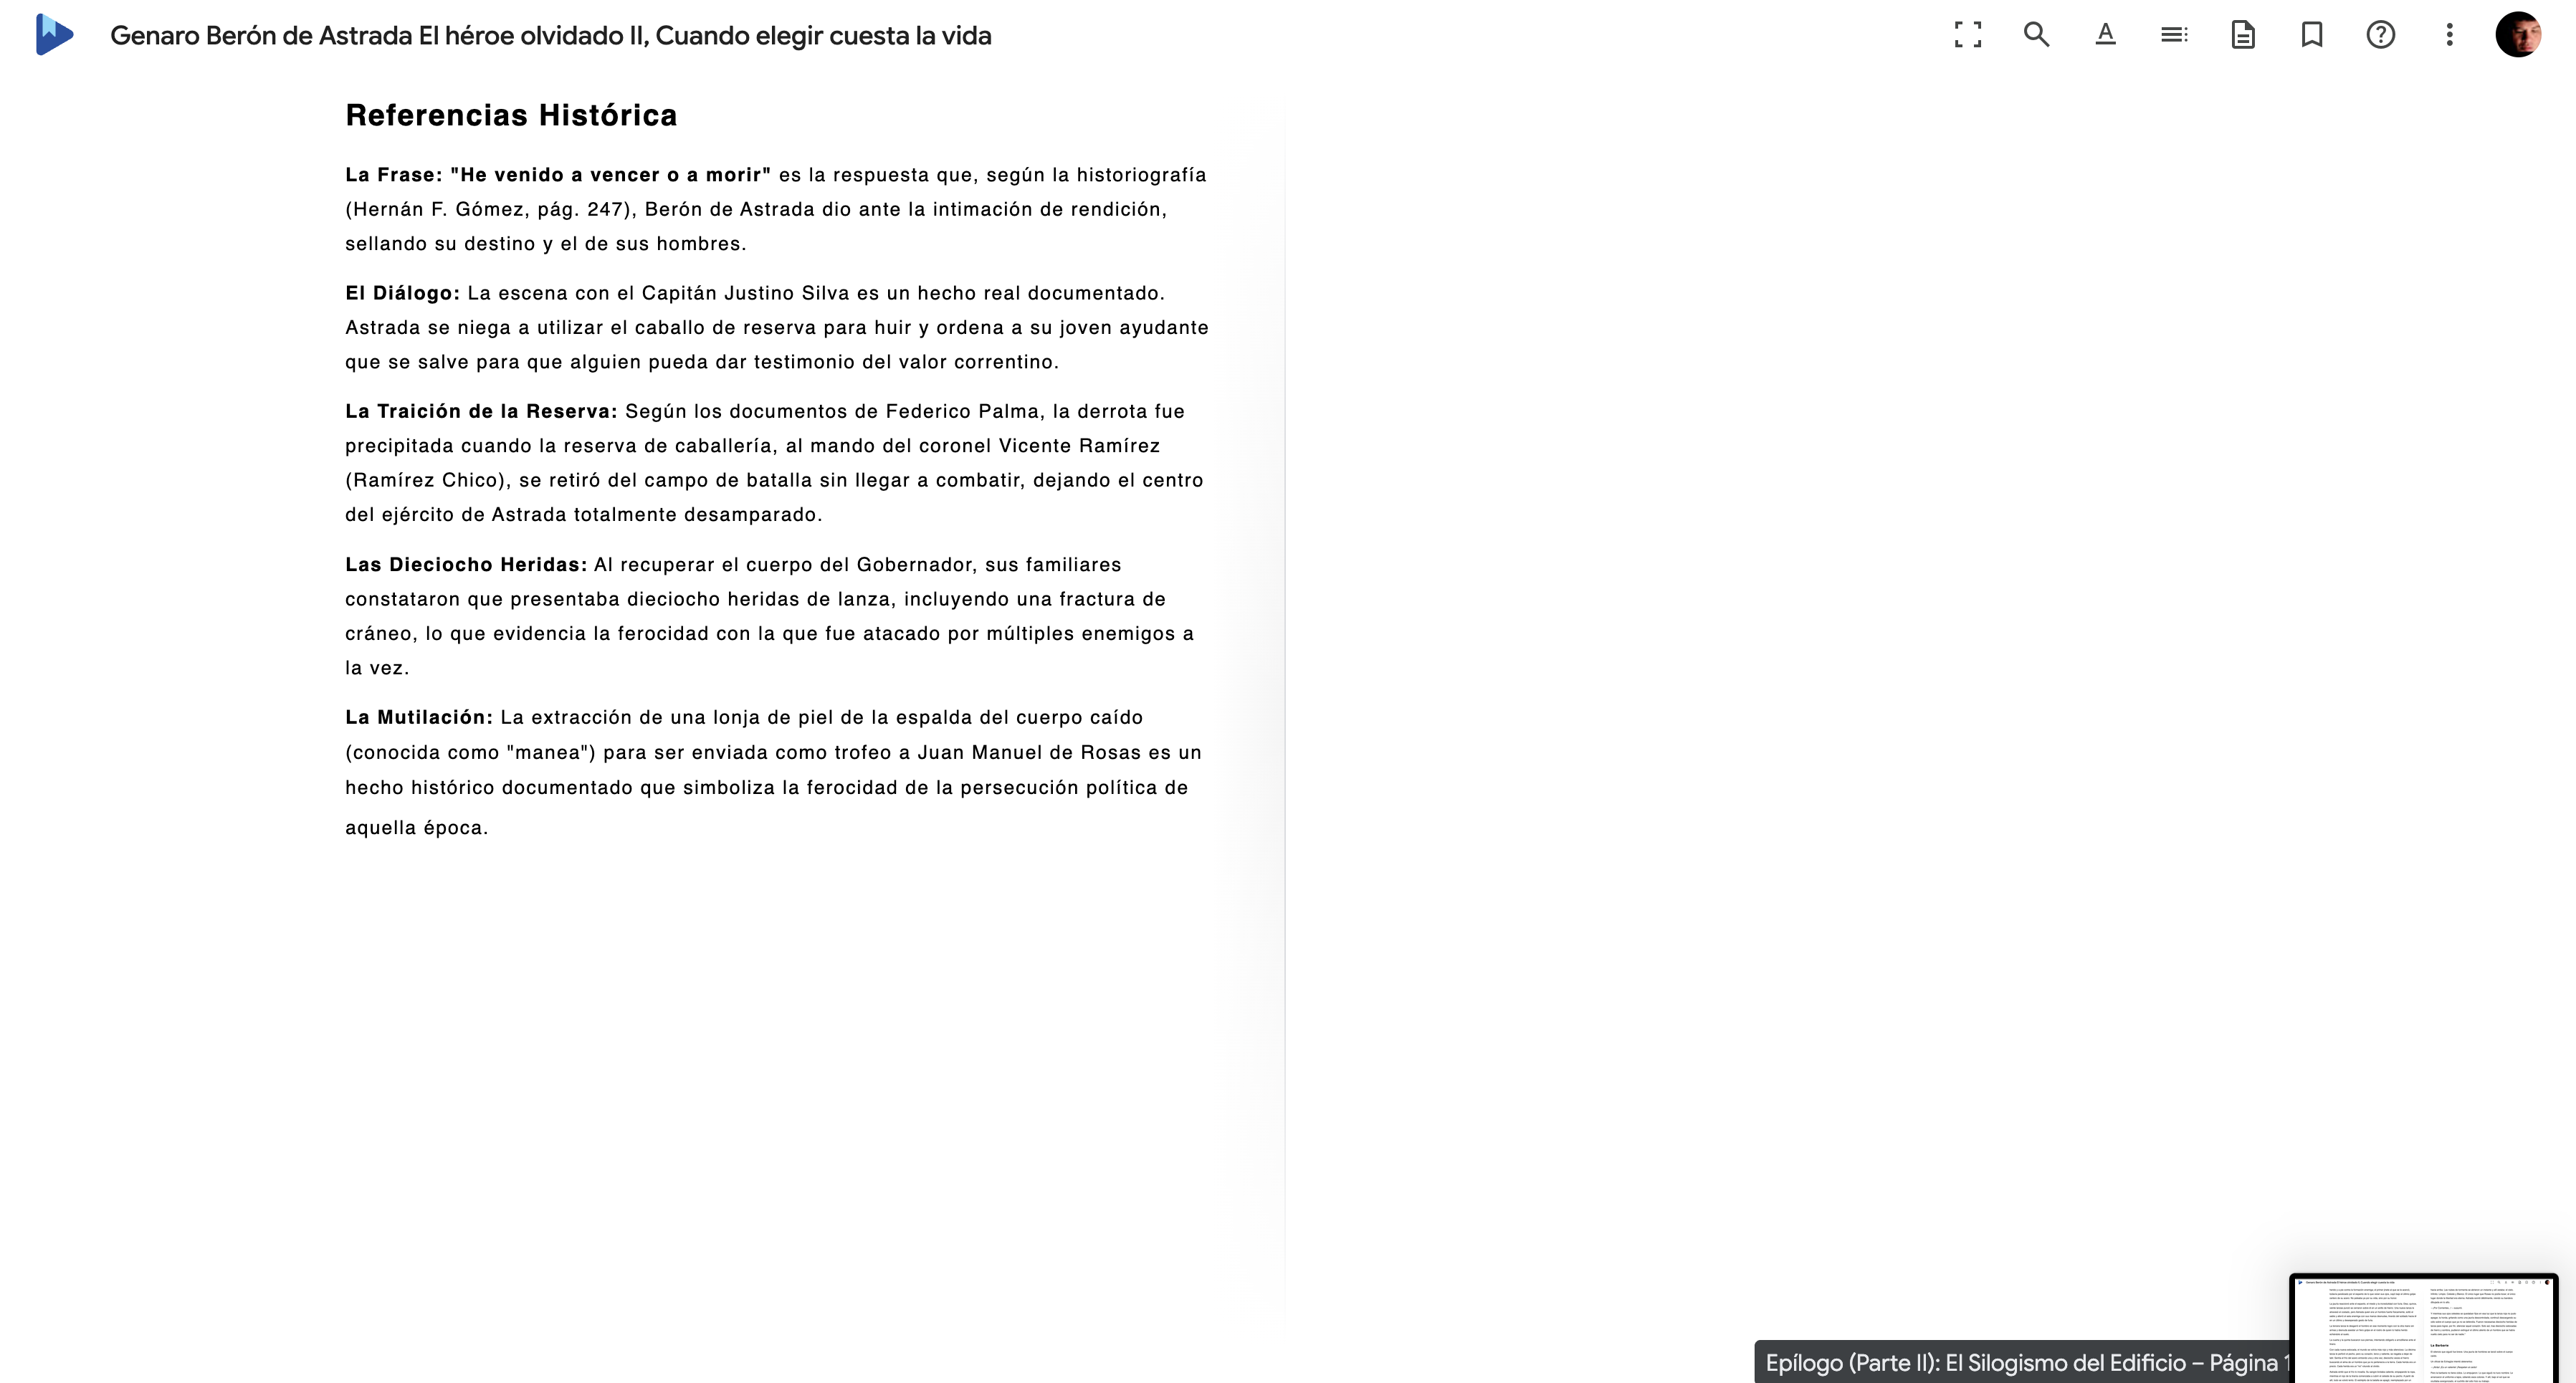 Genaro Berón de Astrada El héroe olvidado II, Cuando elegir cuesta la vida
Referencias Histórica
La Frase: "He venido a vencer o a morir" es la respuesta que, según la historiografía
(Hernán F. Gómez, pág. 247), Berón de Astrada dio ante la intimación de rendición,
sellando su destino y el de sus hombres.
El Diálogo: La escena con el Capitán Justino Silva es un hecho real documentado.
Astrada se niega a utilizar el caballo de reserva para huir y ordena a su joven ayudante
que se salve para que alguien pueda dar testimonio del valor correntino.
La Traición de la Reserva: Según los documentos de Federico Palma, la derrota fue
precipitada cuando la reserva de caballería, al mando del coronel Vicente Ramírez
(Ramírez Chico), se retiró del campo de batalla sin llegar a combatir, dejando el centro
del ejército de Astrada totalmente desamparado.
Las Dieciocho Heridas: Al recuperar el cuerpo del Gobernador, sus familiares
constataron que presentaba dieciocho heridas de lanza, incluyendo una fractura de
cráneo, lo que evidencia la ferocidad con la que fue atacado por múltiples enemigos a
la vez.
La Mutilación: La extracción de una lonja de piel de la espalda del cuerpo caído
(conocida como "manea") para ser enviada como trofeo a Juan Manuel de Rosas es un
hecho histórico documentado que simboliza la ferocidad de la persecución política de
aquella época.
Epílogo (Parte II): El Silogismo del Edificio – Página 1